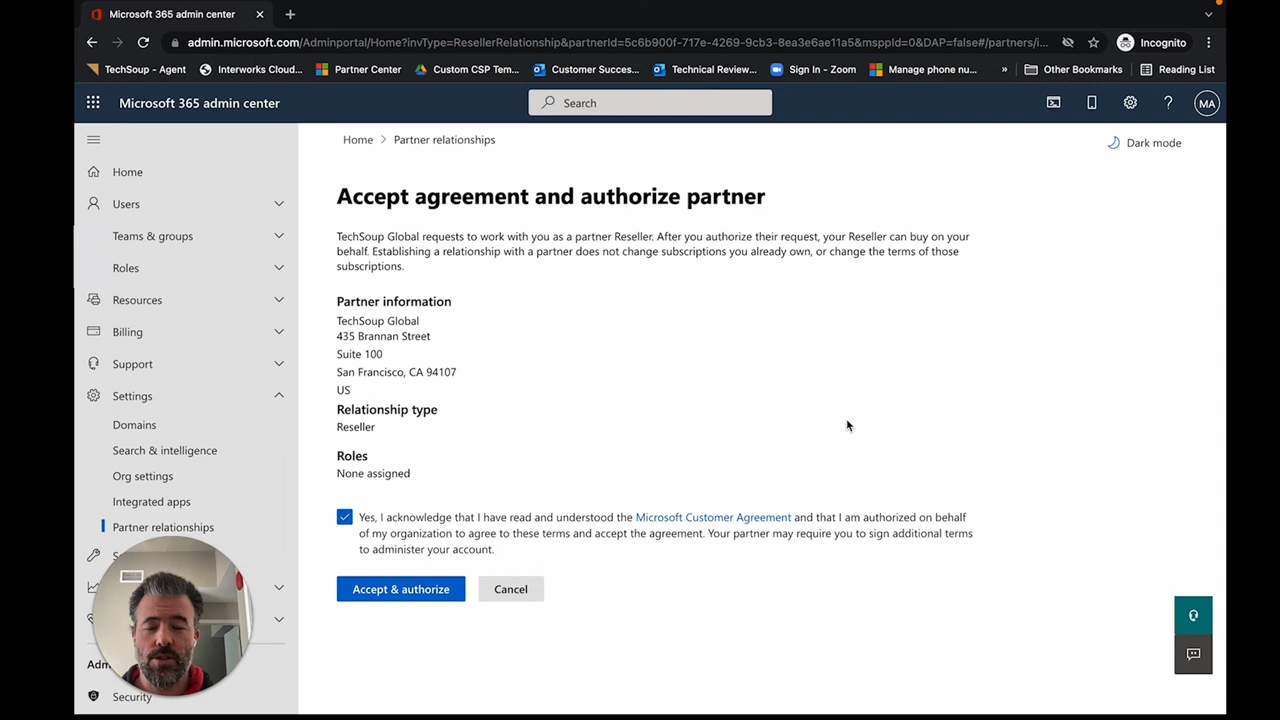 Microsoft 365 admin center
admin.microsoft.com/Adminportal/Home?invType=ResellerRelationship&partnerId=5c6b900f-717e-4269-9cb3-8ea3e6ae11a5&msppId=0&DAP=false#/partners/i...
Incognito
TechSoup - Agent
Interworks Cloud...
Partner Center
Custom CSP Tem...
Customer Succes...
Technical Review...
Sign In - Zoom
Manage phone nu...
»
Other Bookmarks
Reading List
Microsoft 365 admin center
Search
MA
Home > Partner relationships
Dark mode
Home
Users
Teams & groups
Roles
Resources
Billing
Support
Settings
Domains
Search & intelligence
Org settings
Integrated apps
Partner relationships
Security
Accept agreement and authorize partner
TechSoup Global requests to work with you as a partner Reseller. After you authorize their request, your Reseller can buy on your
behalf. Establishing a relationship with a partner does not change subscriptions you already own, or change the terms of those
subscriptions.
Partner information
TechSoup Global
435 Brannan Street
Suite 100
San Francisco, CA 94107
US
Relationship type
Reseller
Roles
None assigned
Yes, I acknowledge that I have read and understood the Microsoft Customer Agreement and that I am authorized on behalf
of my organization to agree to these terms and accept the agreement. Your partner may require you to sign additional terms
to administer your account.
Accept & authorize
Cancel